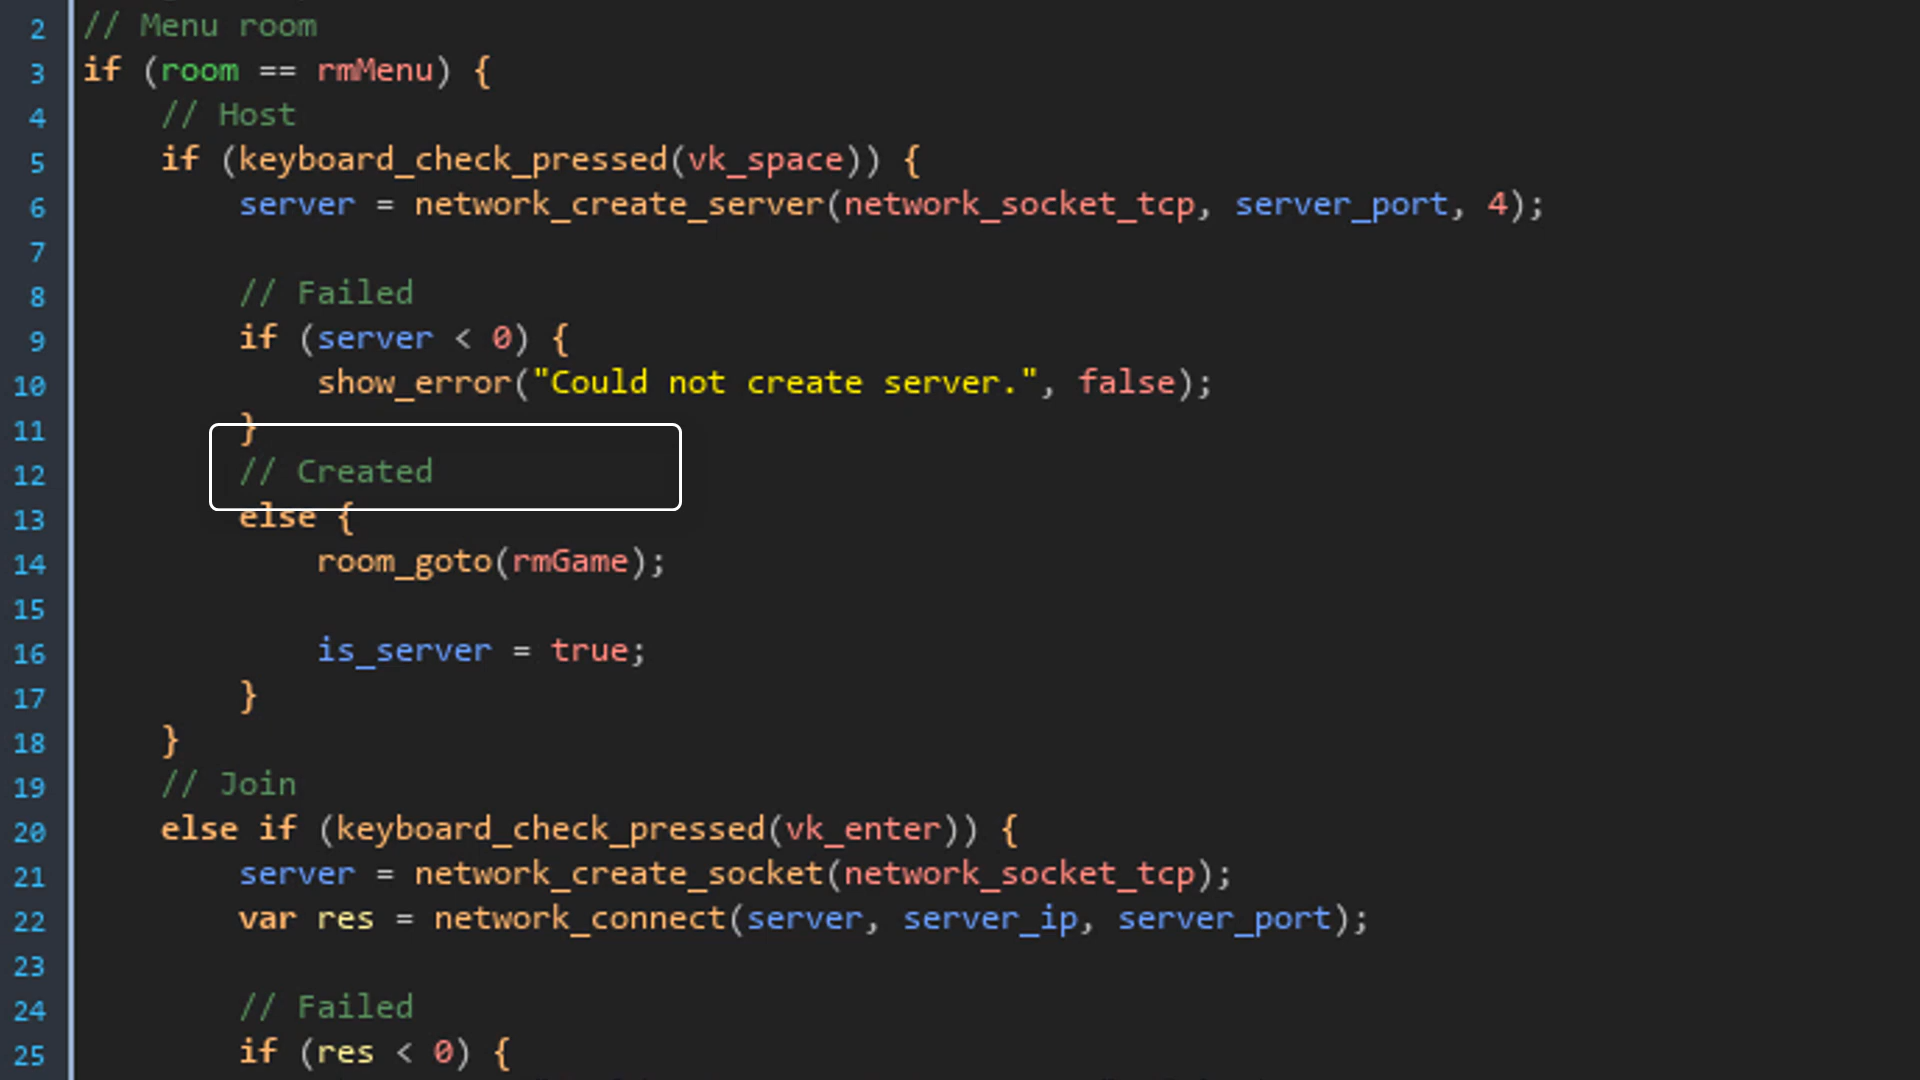 2 // Menu room
3 if (room == rmMenu) {
4 // Host
5 if (keyboard_check_pressed(vk_space)) {
6 server = network_create_server(network_socket_tcp, server_port, 4);
7
8 // Failed
9 if (server < 0) {
10 show_error("Could not create server.", false);
11 }
12 // Created
13 else {
14 room_goto(rmGame);
15
16 is_server = true;
17 }
18 }
19 // Join
20 else if (keyboard_check_pressed(vk_enter)) {
21 server = network_create_socket(network_socket_tcp);
22 var res = network_connect(server, server_ip, server_port);
23
24 // Failed
25 if (res < 0) {